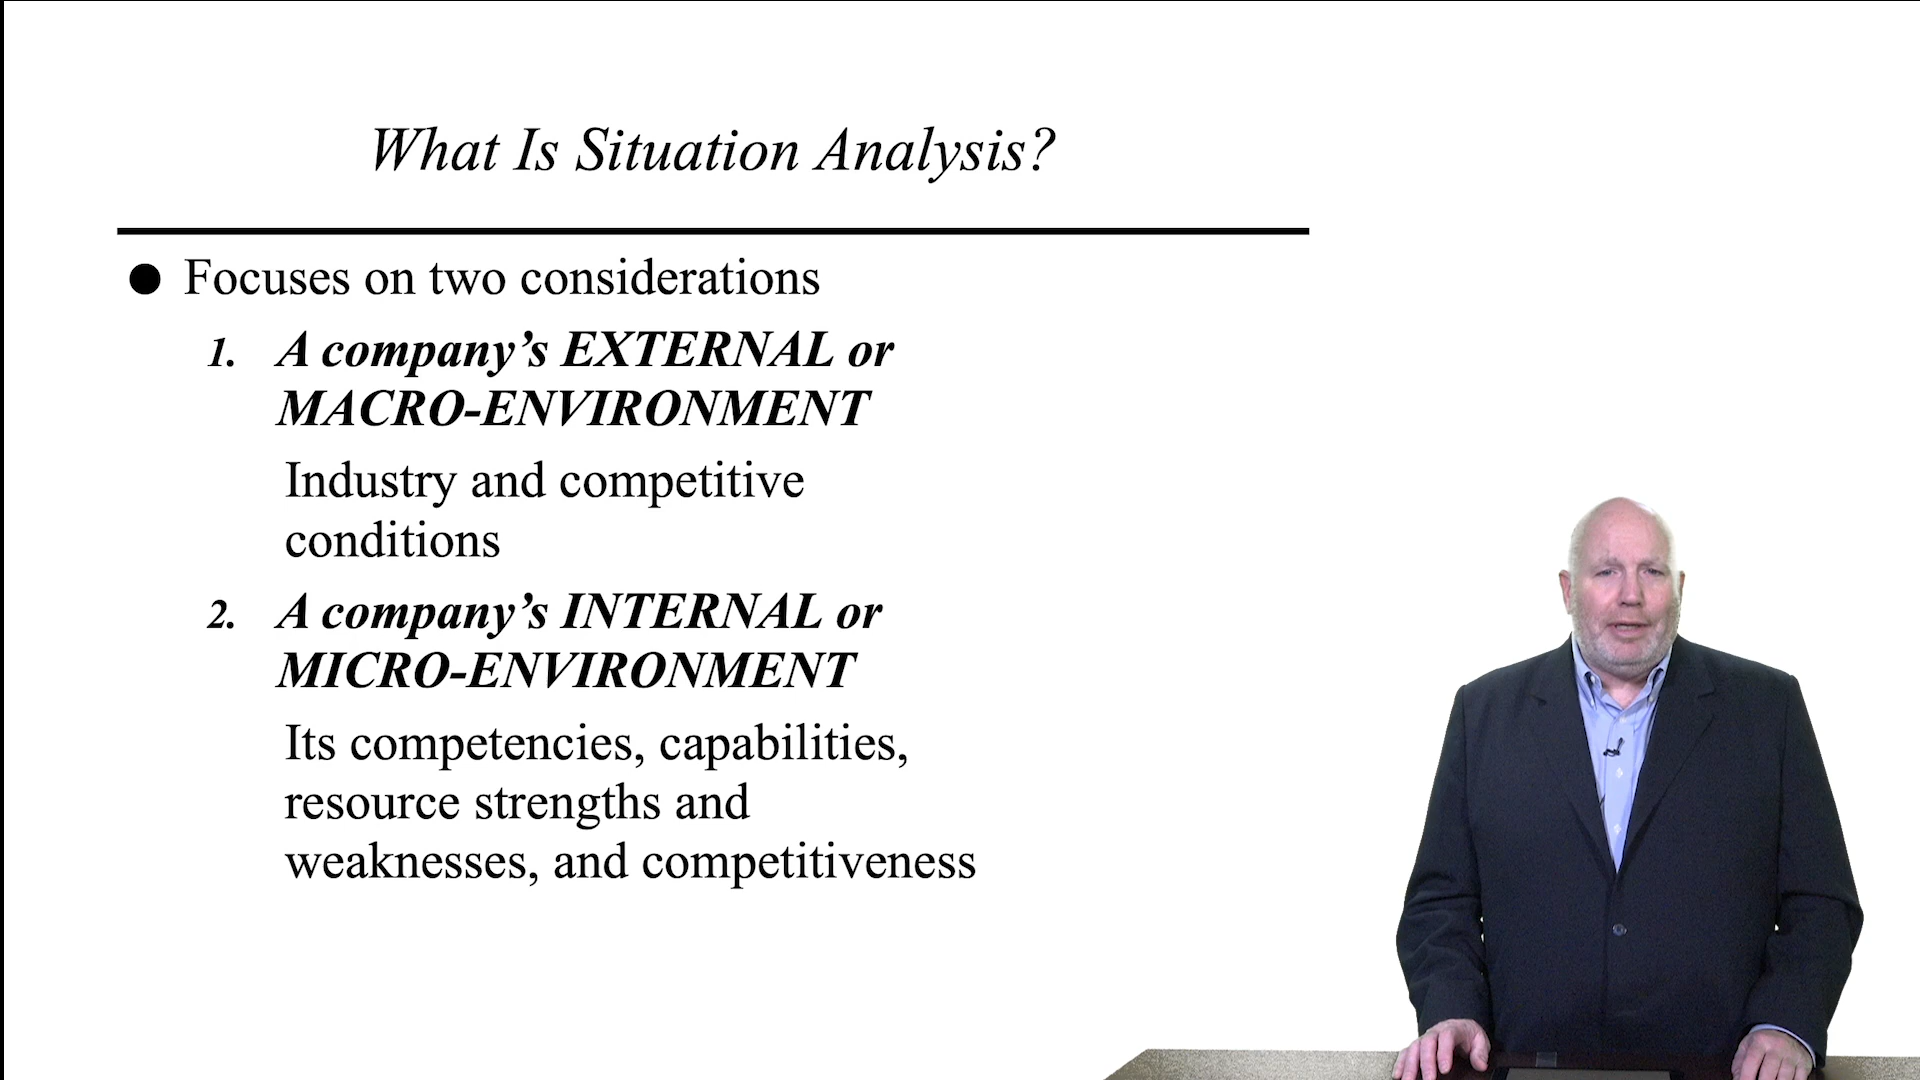 What Is Situation Analysis?
● Focuses on two considerations
1. A company’s EXTERNAL or
MACRO-ENVIRONMENT
Industry and competitive
conditions
2. A company’s INTERNAL or
MICRO-ENVIRONMENT
Its competencies, capabilities,
resource strengths and
weaknesses, and competitiveness